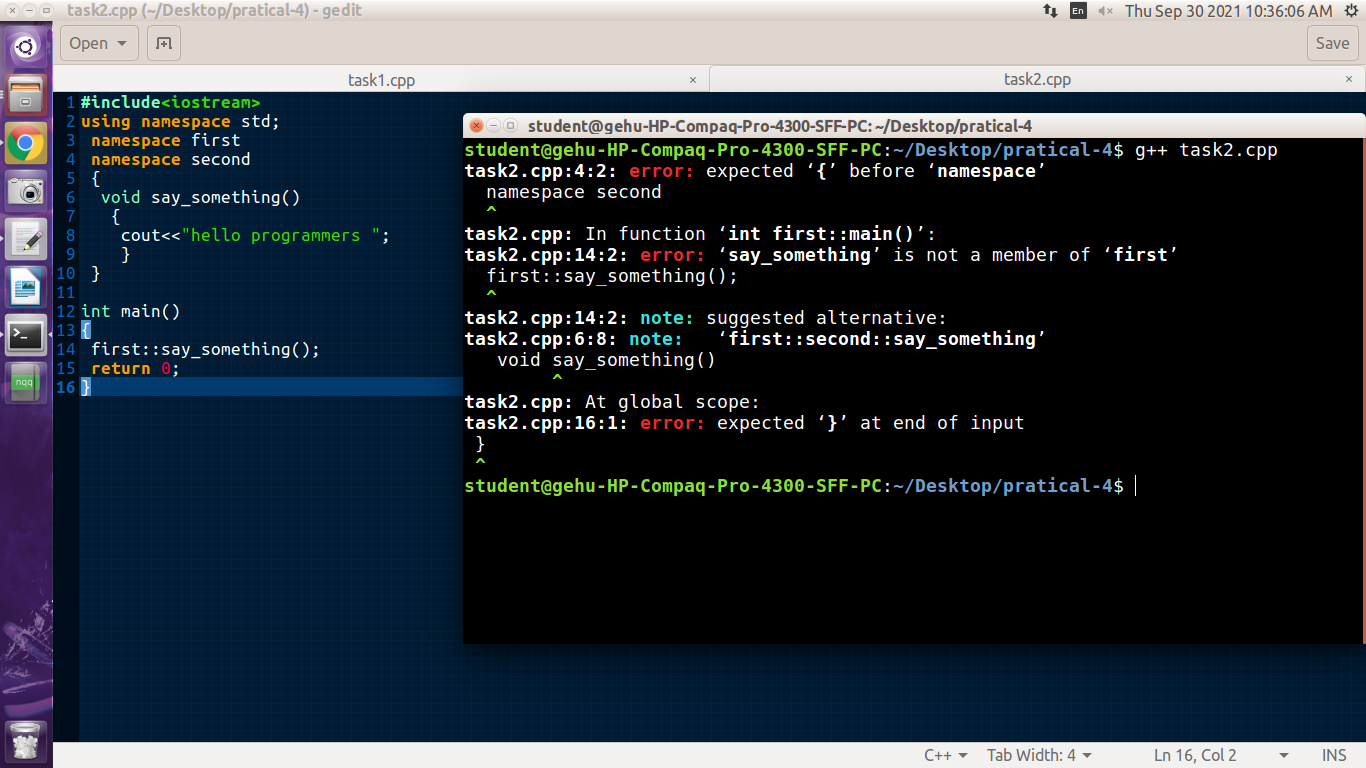 task2.cpp (~/Desktop/pratical-4) - gedit
En
Thu Sep 30 2021 10:36:06 AM
Open
Save
task1.cpp
×
task2.cpp
×
1 #include<iostream>
2 using namespace std;
3  namespace first
4  namespace second
5  {
6   void say_something()
7    {
8     cout<<"hello programmers ";
9     }
10  }
11
12 int main()
13 {
14  first::say_something();
15  return 0;
16 }
student@gehu-HP-Compaq-Pro-4300-SFF-PC: ~/Desktop/pratical-4
student@gehu-HP-Compaq-Pro-4300-SFF-PC:~/Desktop/pratical-4$ g++ task2.cpp
task2.cpp:4:2: error: expected ‘{’ before ‘namespace’
  namespace second
  ^
task2.cpp: In function ‘int first::main()’:
task2.cpp:14:2: error: ‘say_something’ is not a member of ‘first’
  first::say_something();
  ^
task2.cpp:14:2: note: suggested alternative:
task2.cpp:6:8: note:   ‘first::second::say_something’
   void say_something()
        ^
task2.cpp: At global scope:
task2.cpp:16:1: error: expected ‘}’ at end of input
 }
 ^
student@gehu-HP-Compaq-Pro-4300-SFF-PC:~/Desktop/pratical-4$
nqq
C++
Tab Width: 4
Ln 16, Col 2
INS